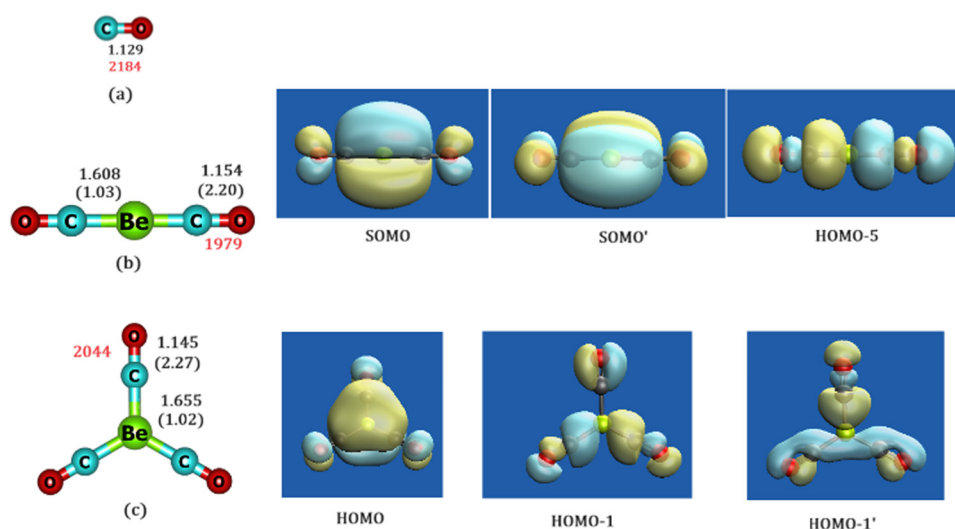 C O
1.129
2184
(a)
1.608
(1.03)
1.154
(2.20)
O C Be C O
1979
(b)
SOMO
SOMO'
HOMO-5
O
2044
1.145
(2.27)
C
1.655
(1.02)
Be
C C
O O
(c)
HOMO
HOMO-1
HOMO-1'